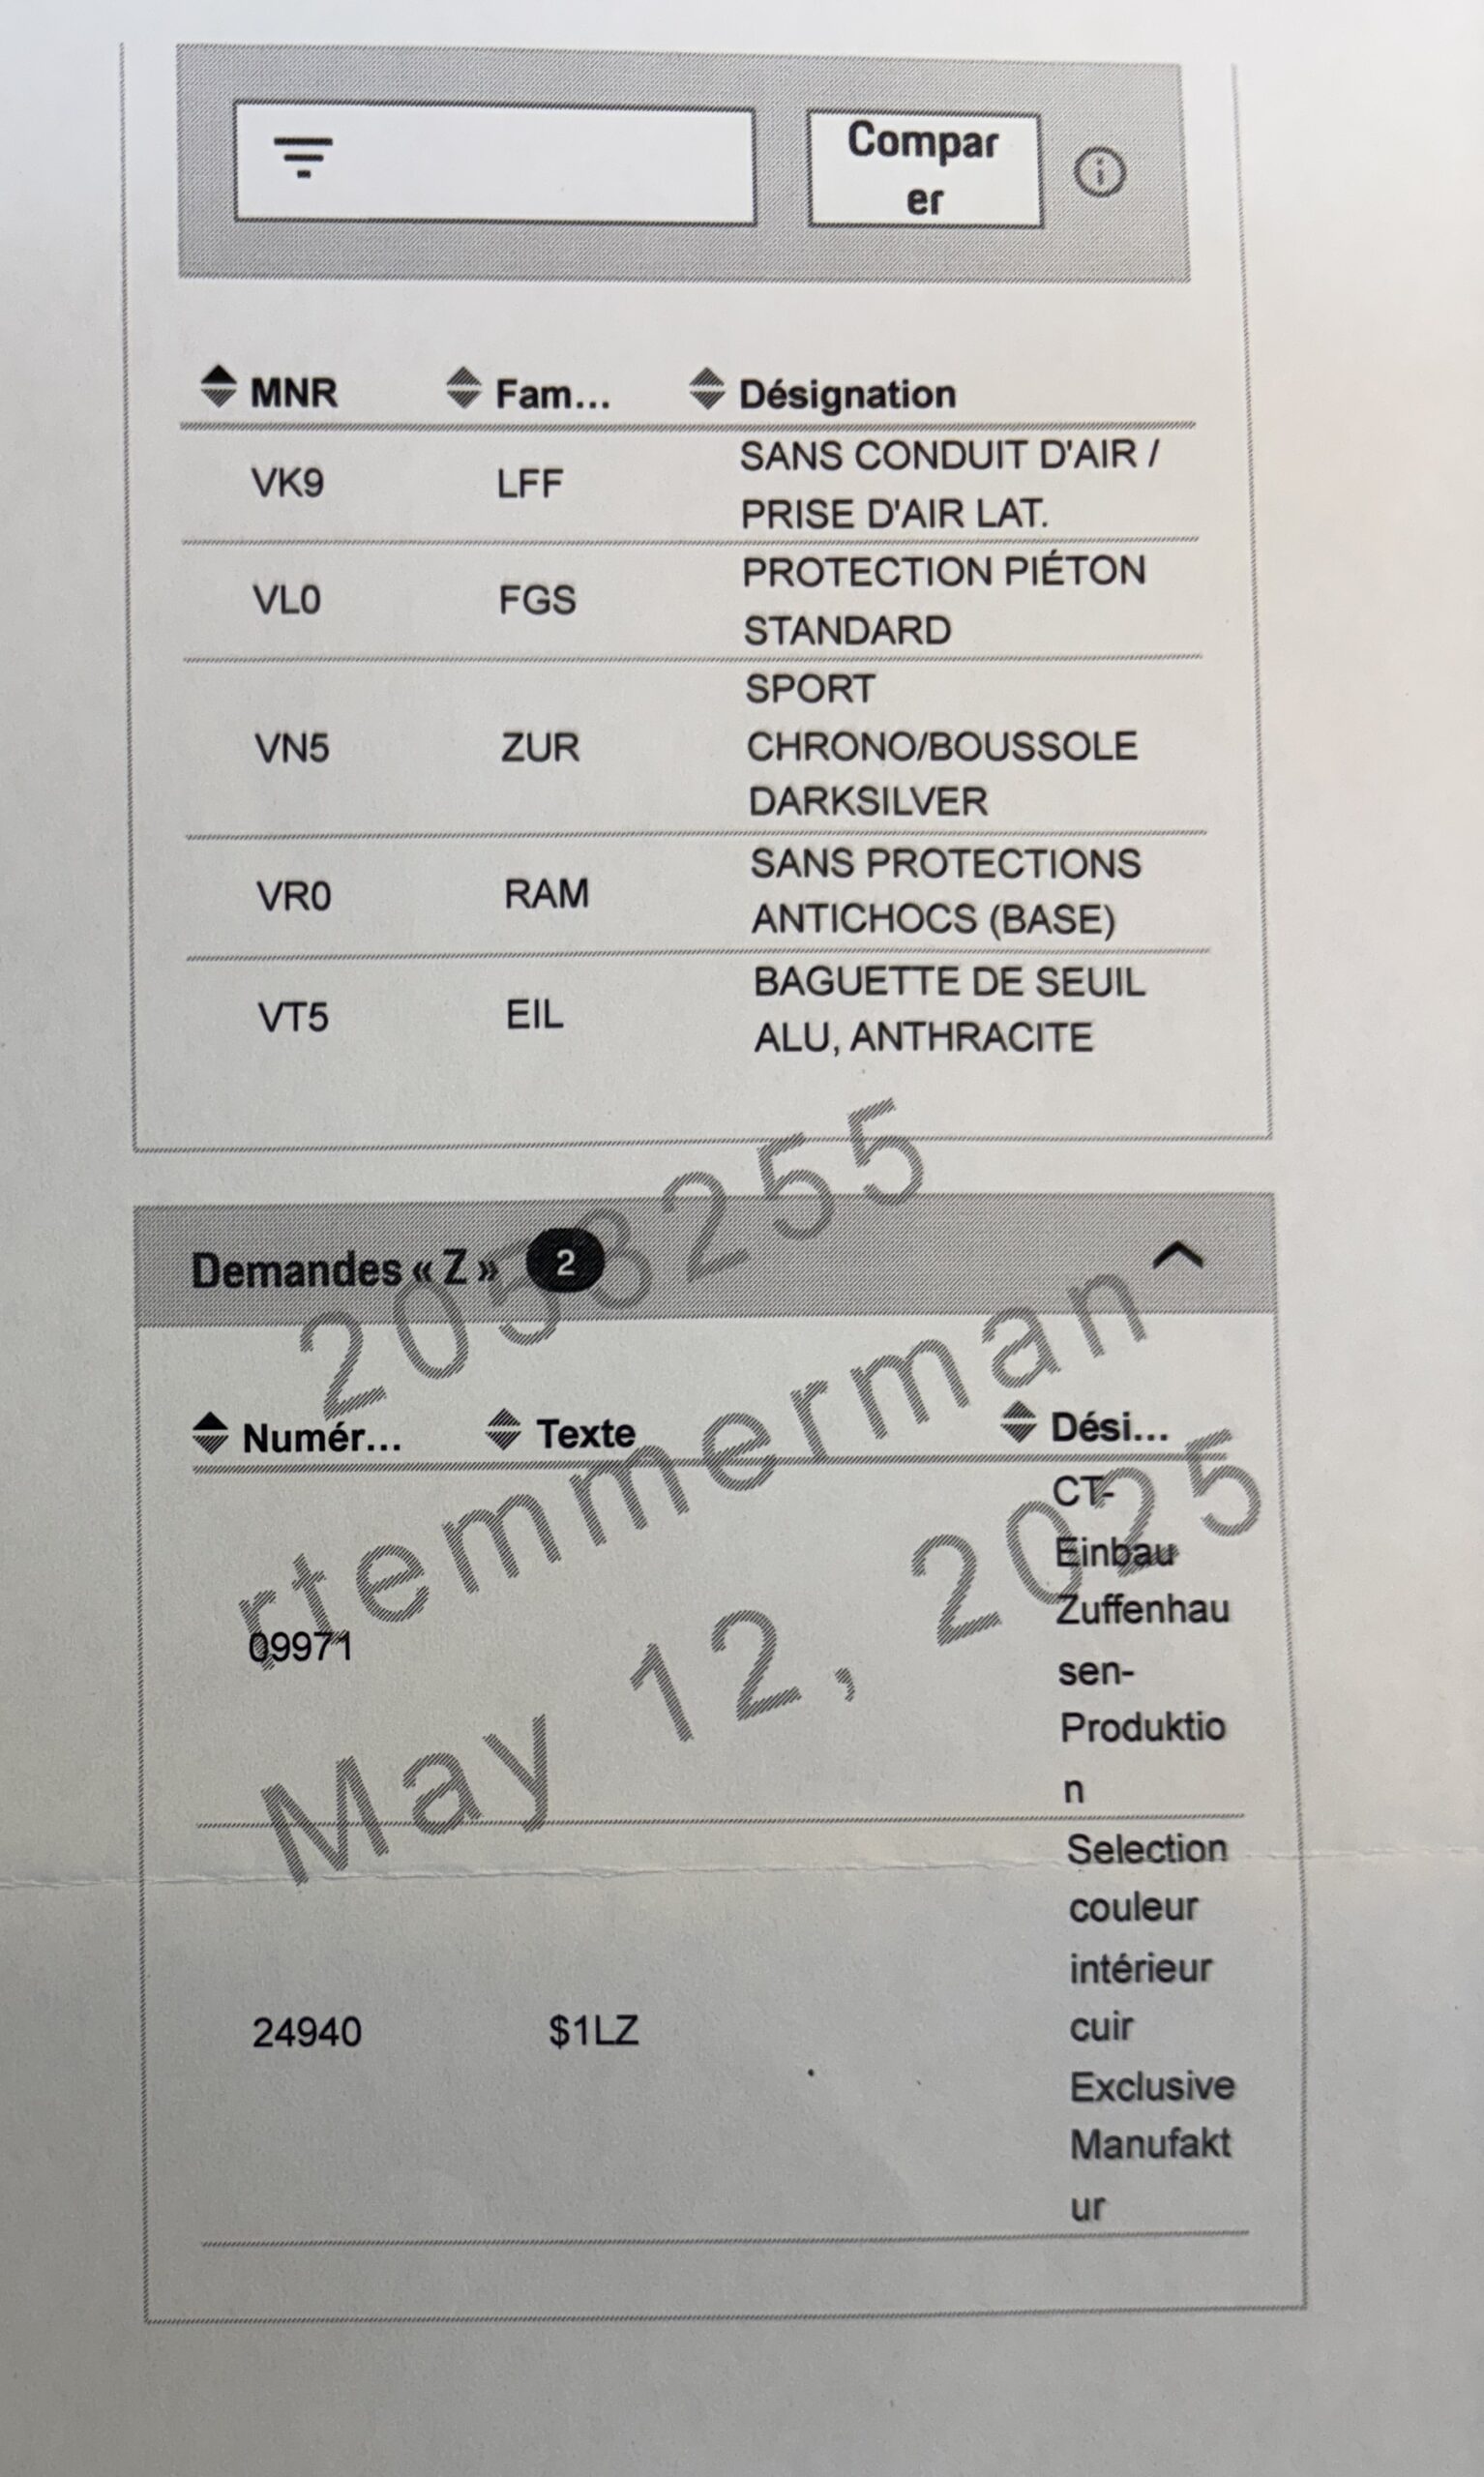 Compar
er
MNR Fam... Désignation
VK9 LFF SANS CONDUIT D'AIR /
PRISE D'AIR LAT.
VL0 FGS PROTECTION PIÉTON
STANDARD
VN5 ZUR SPORT
CHRONO/BOUSSOLE
DARKSILVER
VR0 RAM SANS PROTECTIONS
ANTICHOCS (BASE)
VT5 EIL BAGUETTE DE SEUIL
ALU, ANTHRACITE
Demandes « Z » 2
2058255
rtemmerman
May 12, 2025
Numér... Texte Dési...
09971 CT-
Einbau
Zuffenhau
sen-
Produktio
n
24940 $1LZ Selection
couleur
intérieur
cuir
Exclusive
Manufakt
ur